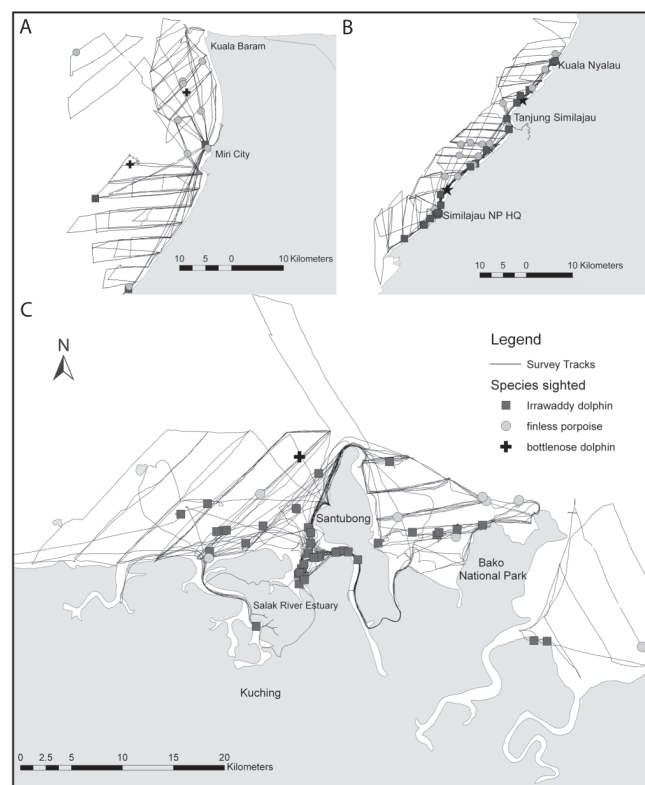 A
Kuala Baram
Miri City
10 5 0 10 Kilometers
B
Kuala Nyalau
Tanjung Similajau
Similajau NP HQ
10 5 0 10 Kilometers
C
N
Legend
Survey Tracks
Species sighted
Irrawaddy dolphin
finless porpoise
bottlenose dolphin
Santubong
Bako
National Park
Salak River Estuary
Kuching
0 2.5 5 10 15 20
Kilometers